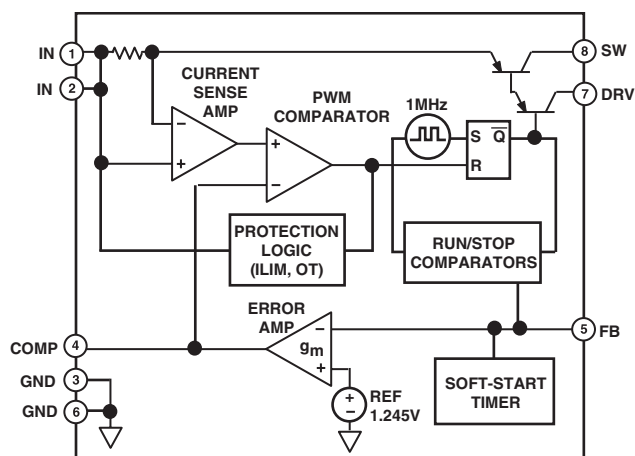 IN 1
IN 2
8 SW
7 DRV
CURRENT
SENSE
AMP
−
+
PWM
COMPARATOR
+
−
1MHz
S Q̅
R
PROTECTION
LOGIC
(ILIM, OT)
RUN/STOP
COMPARATORS
ERROR
AMP
−
gm
+
COMP 4
GND 3
GND 6
5 FB
+
−
REF
1.245V
SOFT-START
TIMER